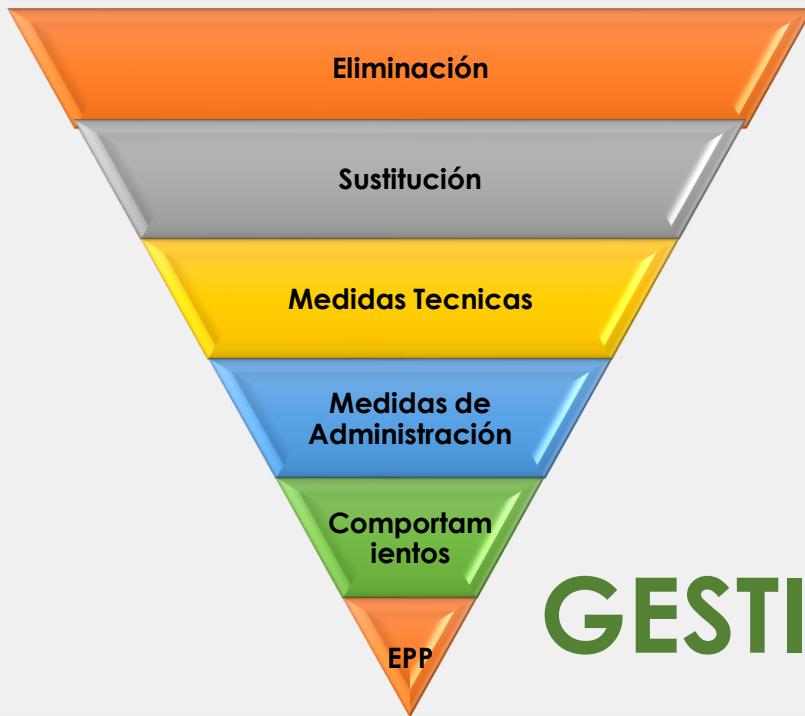 Eliminación
Sustitución
Medidas Tecnicas
Medidas de
Administración
Comportam
ientos
GESTI
EPP